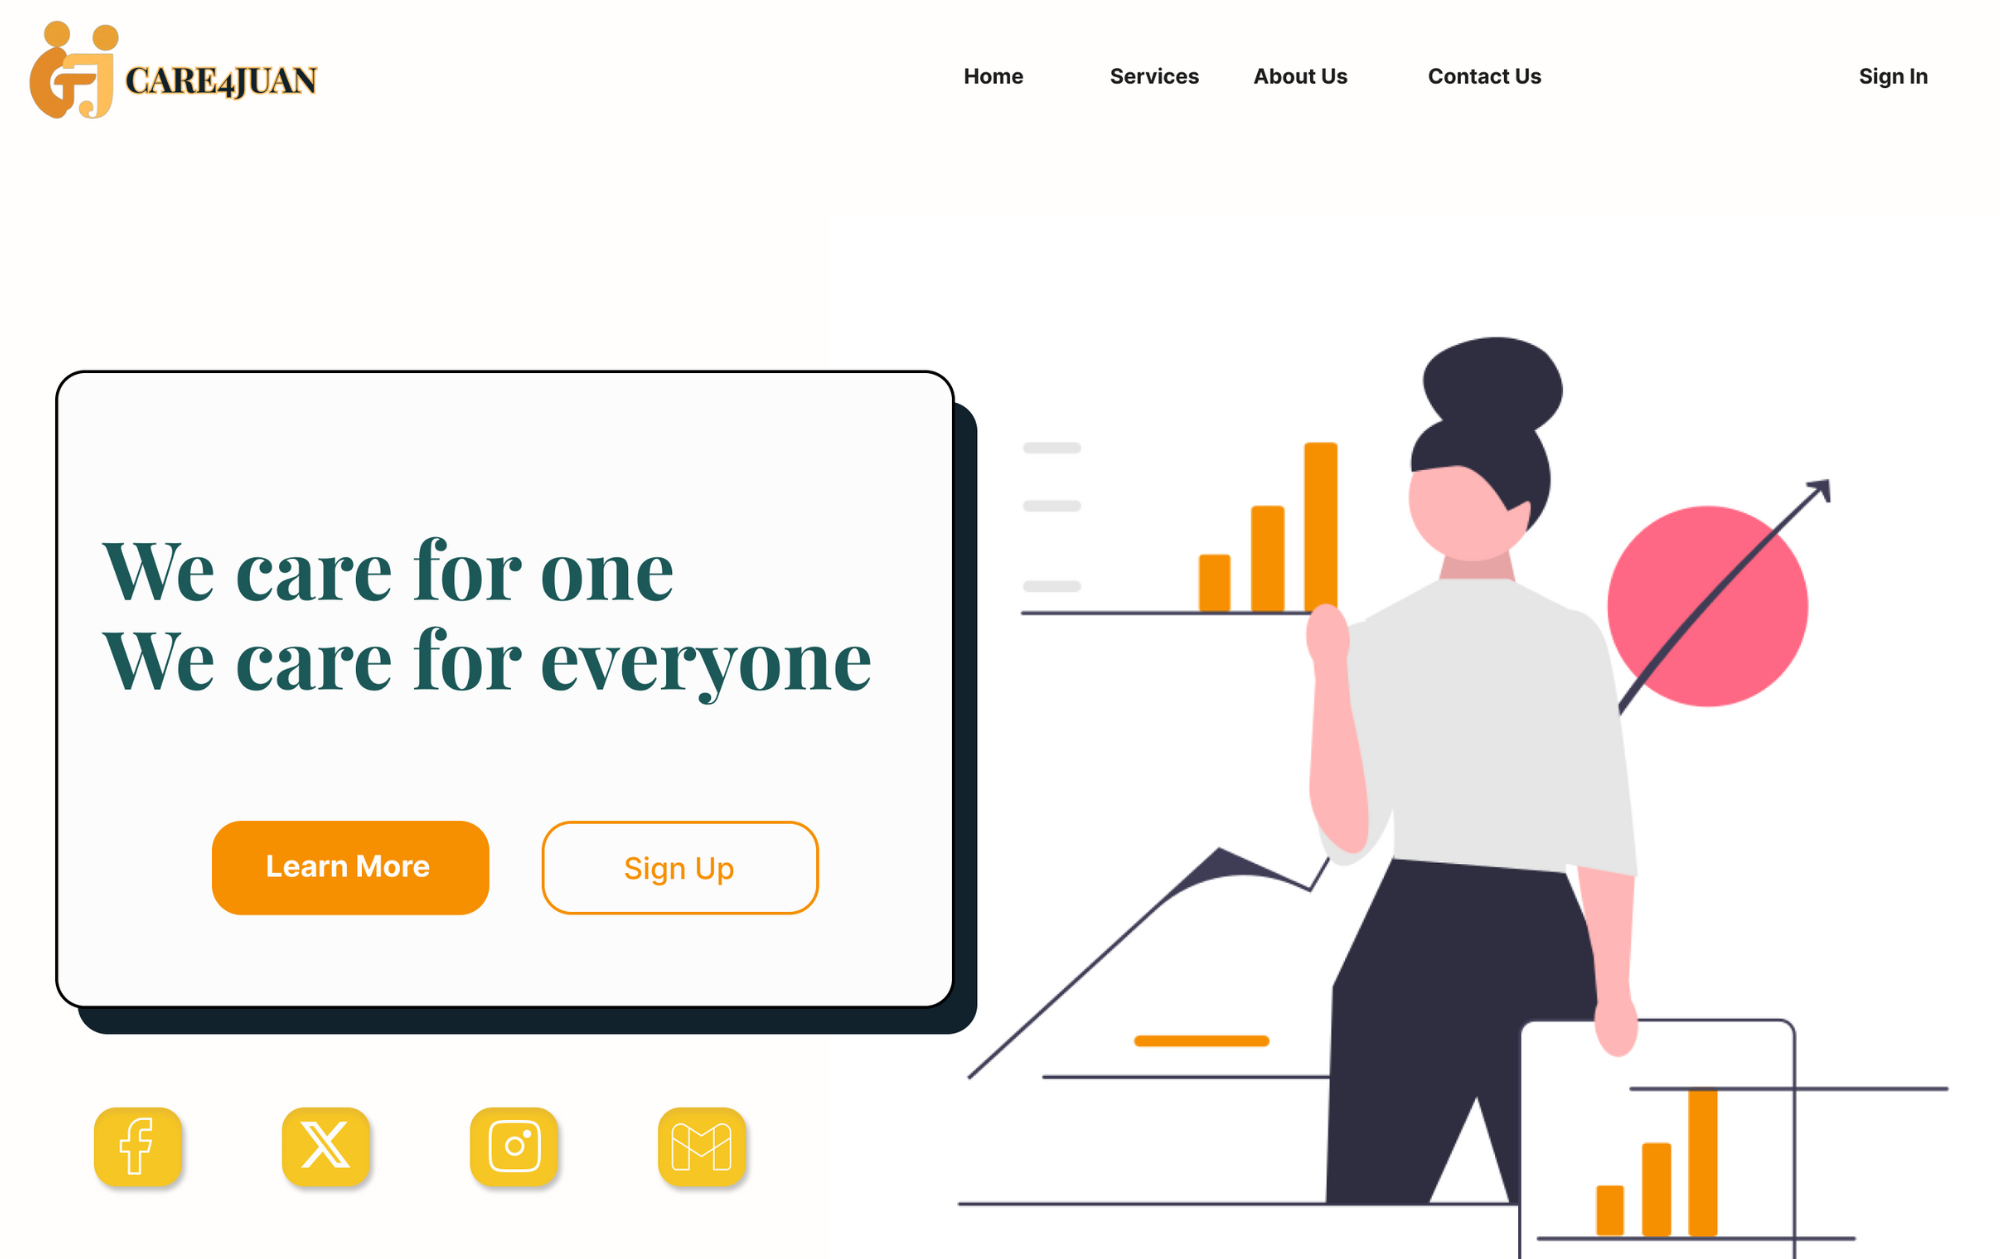 CARE4JUAN
Home Services About Us Contact Us Sign In
We care for one
We care for everyone
Learn More Sign Up